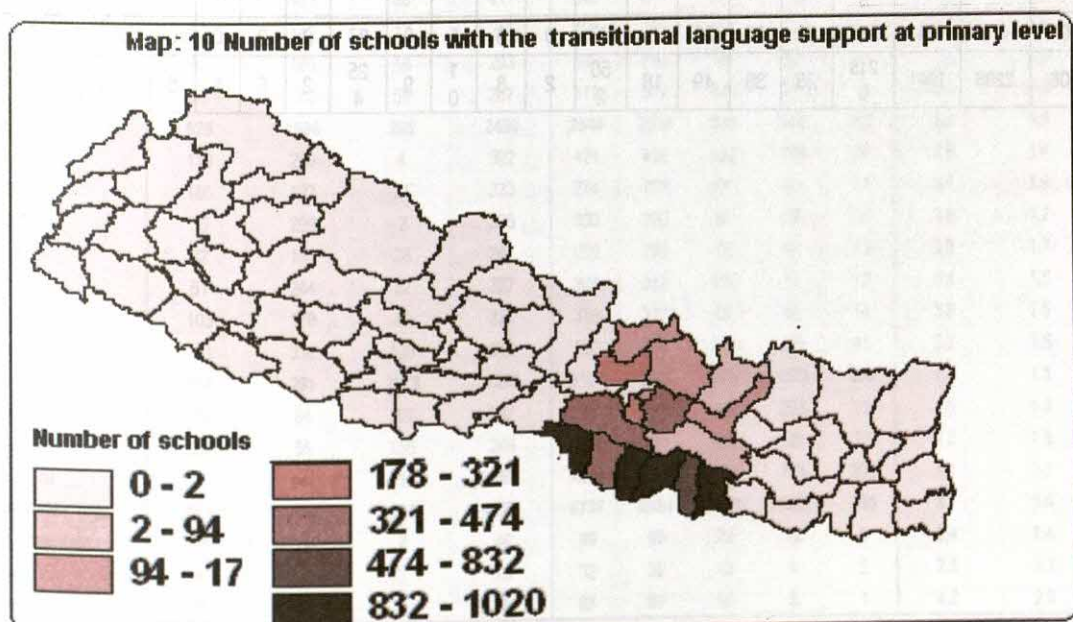 Map: 10 Number of schools with the transitional language support at primary level
Number of schools
0 - 2
2 - 94
94 - 17
178 - 321
321 - 474
474 - 832
832 - 1020